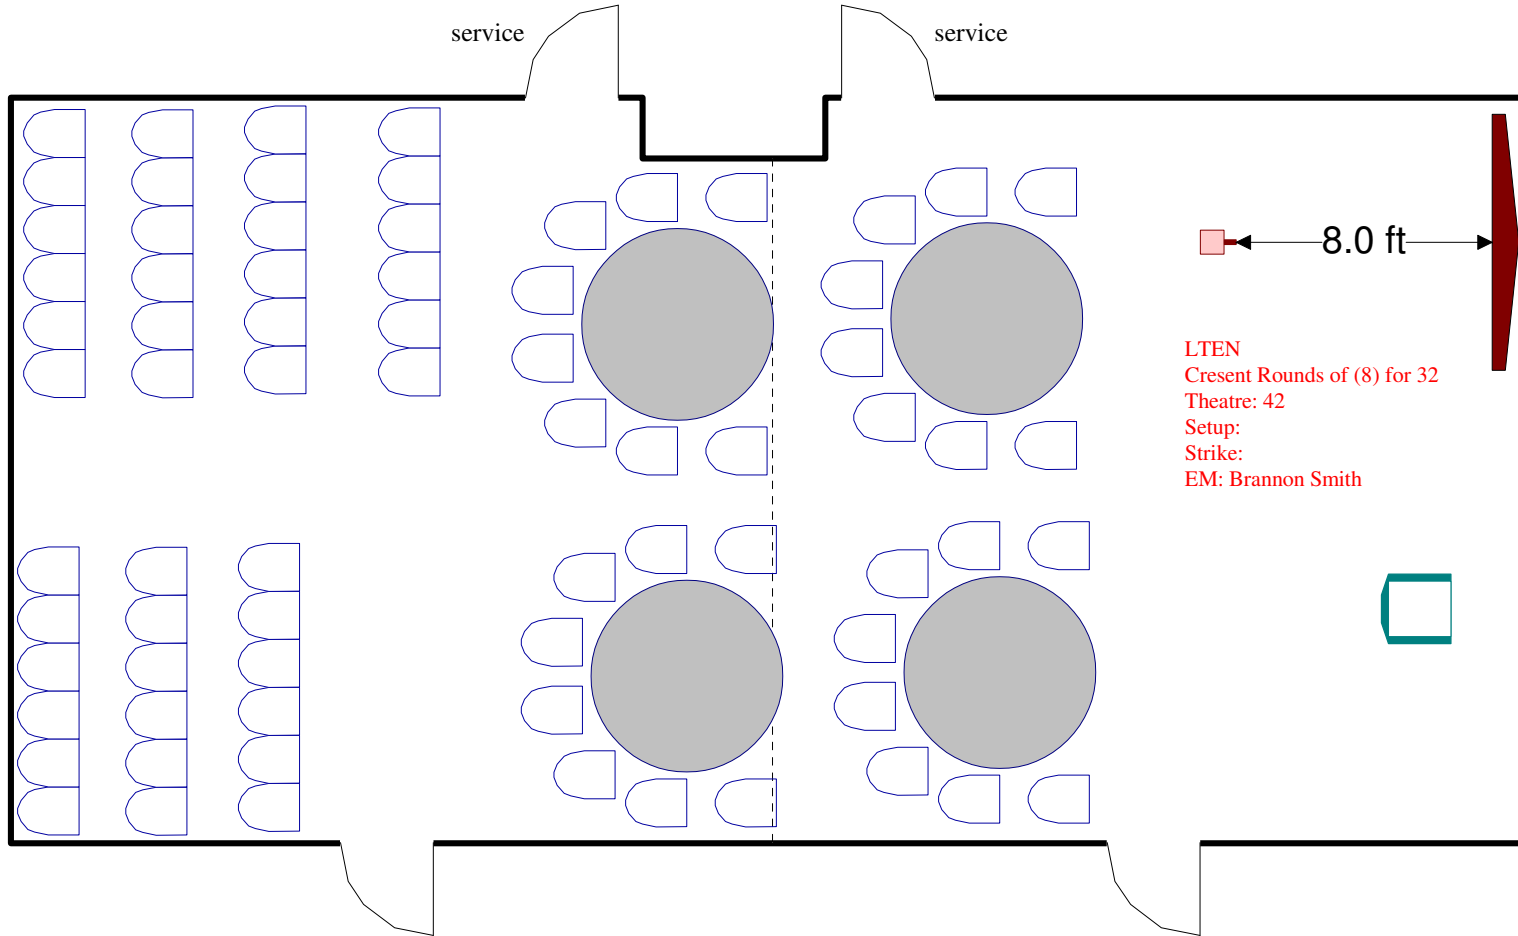 service
service
8.0 ft
LTEN
Cresent Rounds of (8) for 32
Theatre: 42
Setup:
Strike:
EM: Brannon Smith